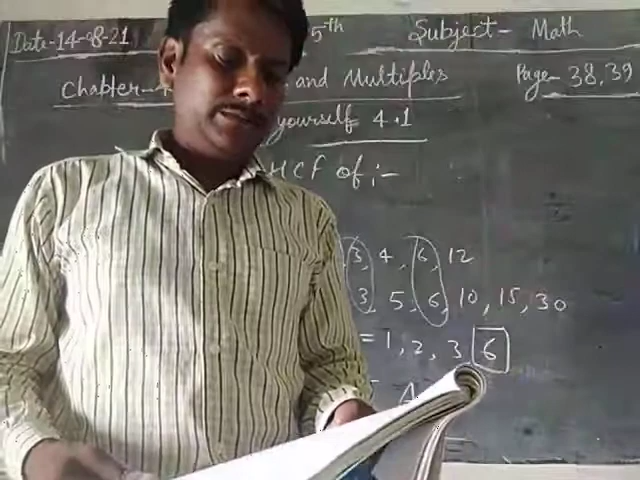 Date-14-08-21 5th Subject- Math
Chapter- and Multiples Page- 38,39
yourself 4.1
HCF of :-
3, 4, 6, 12
3, 5, 6, 10, 15, 30
= 1, 2, 3 6